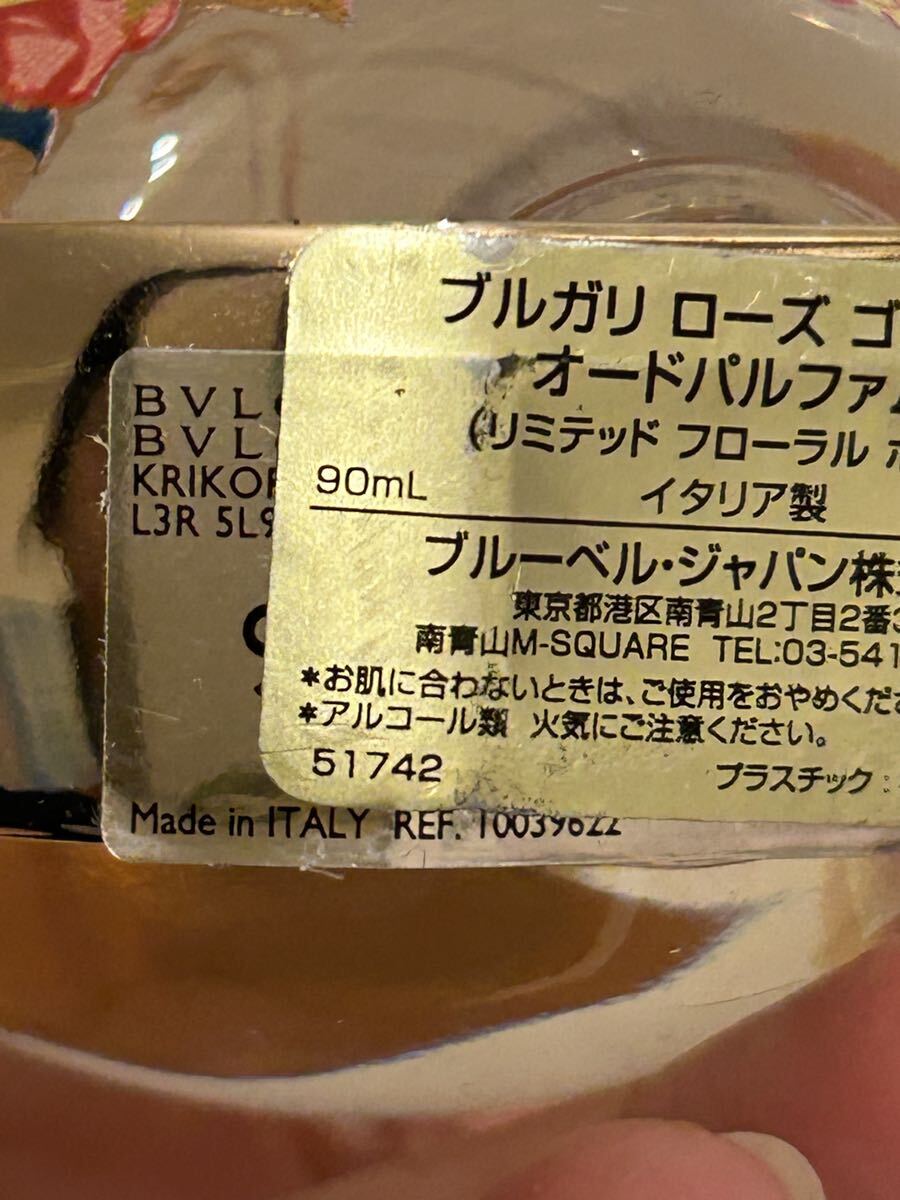 ブルガリ ローズ ゴ
オードパルファム
(リミテッド フローラル
90mL イタリア製
ブルーベル・ジャパン株
東京都港区南青山2丁目2番3
南青山M-SQUARE TEL:03-541
*お肌に合わないときは、ご使用をおやめくださ
*アルコール類 火気にご注意ください。
51742 プラスチック:
BVL
BVL
KRIKOR
L3R 5L9
Made in ITALY REF. 10039622